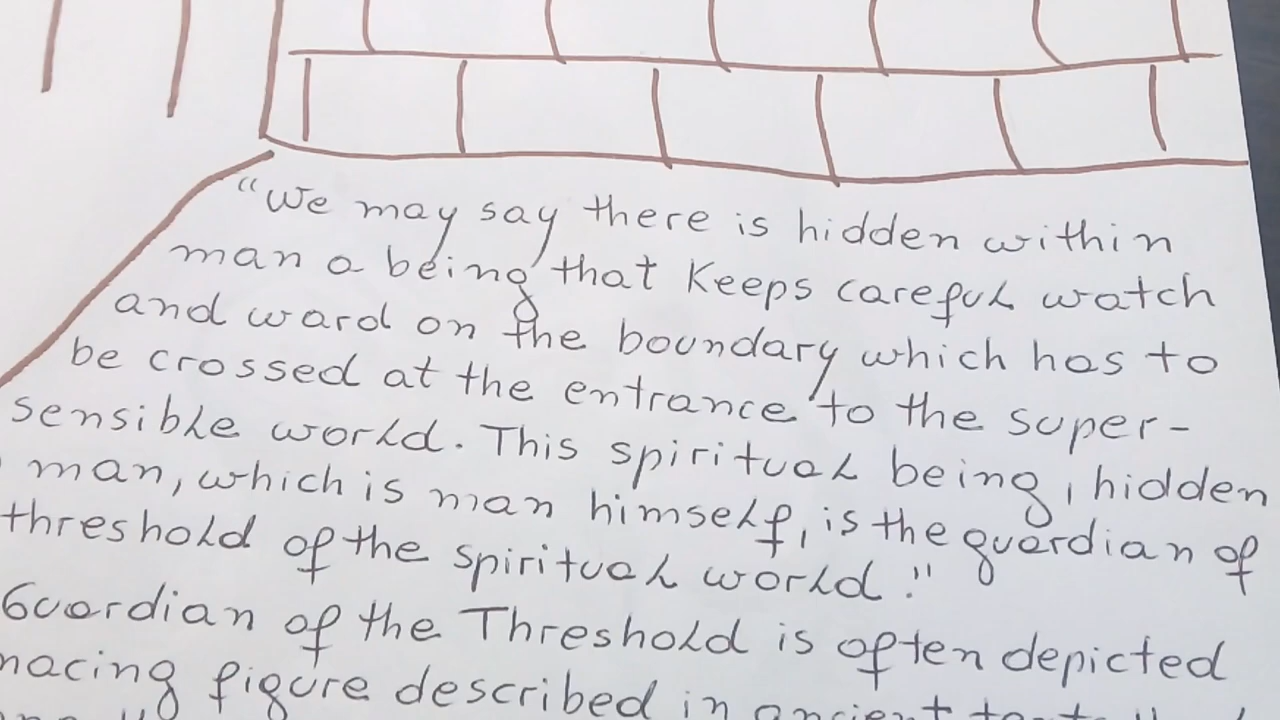 “We may say there is hidden within
man a being that keeps careful watch
and ward on the boundary which has to
be crossed at the entrance to the super-
sensible world. This spiritual being, hidden
man, which is man himself, is the guardian of
threshold of the spiritual world."
Guardian of the Threshold is often depicted
nacing figure described in ancient